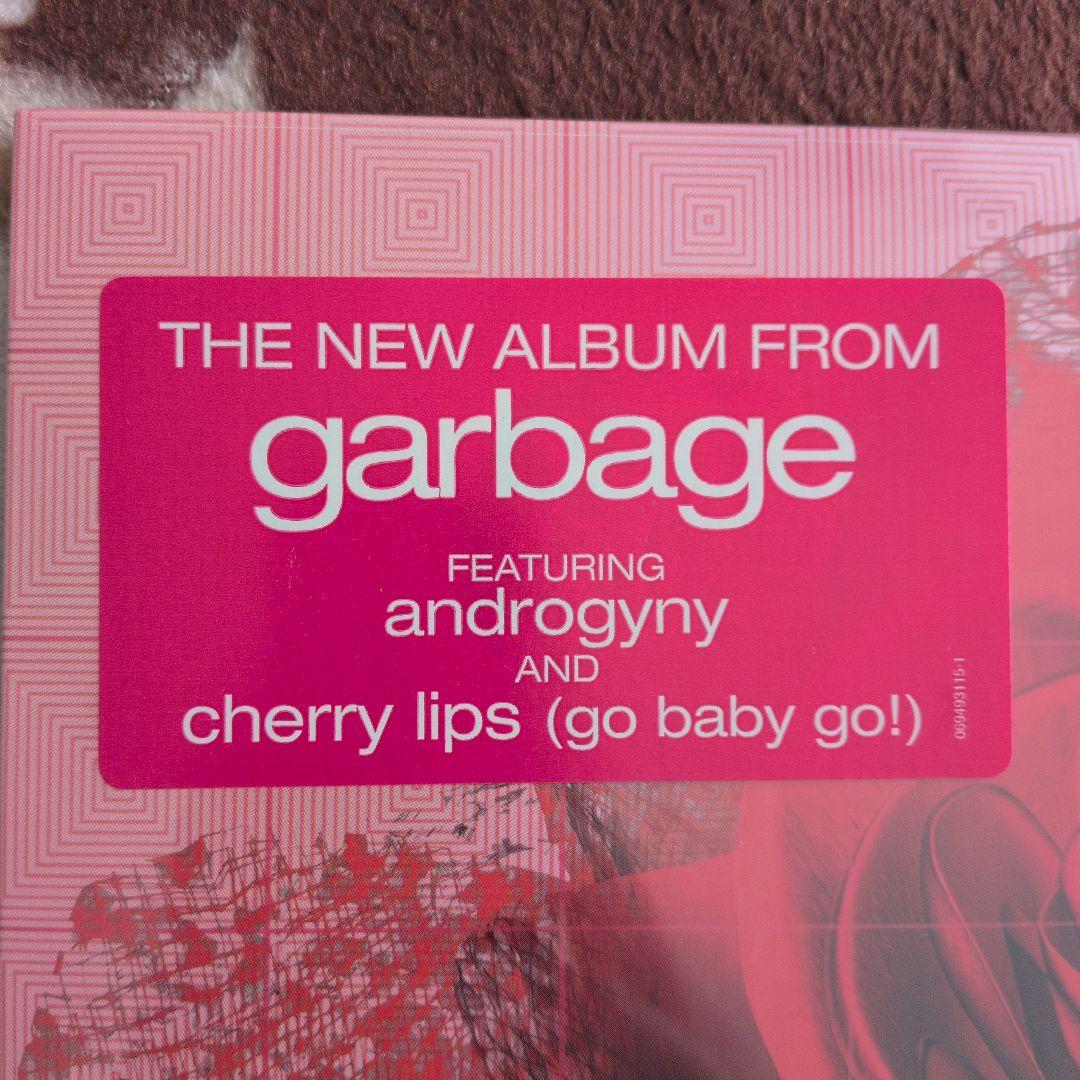 THE NEW ALBUM FROM
garbage
FEATURING
androgyny
AND
cherry lips (go baby go!)
069493115-1